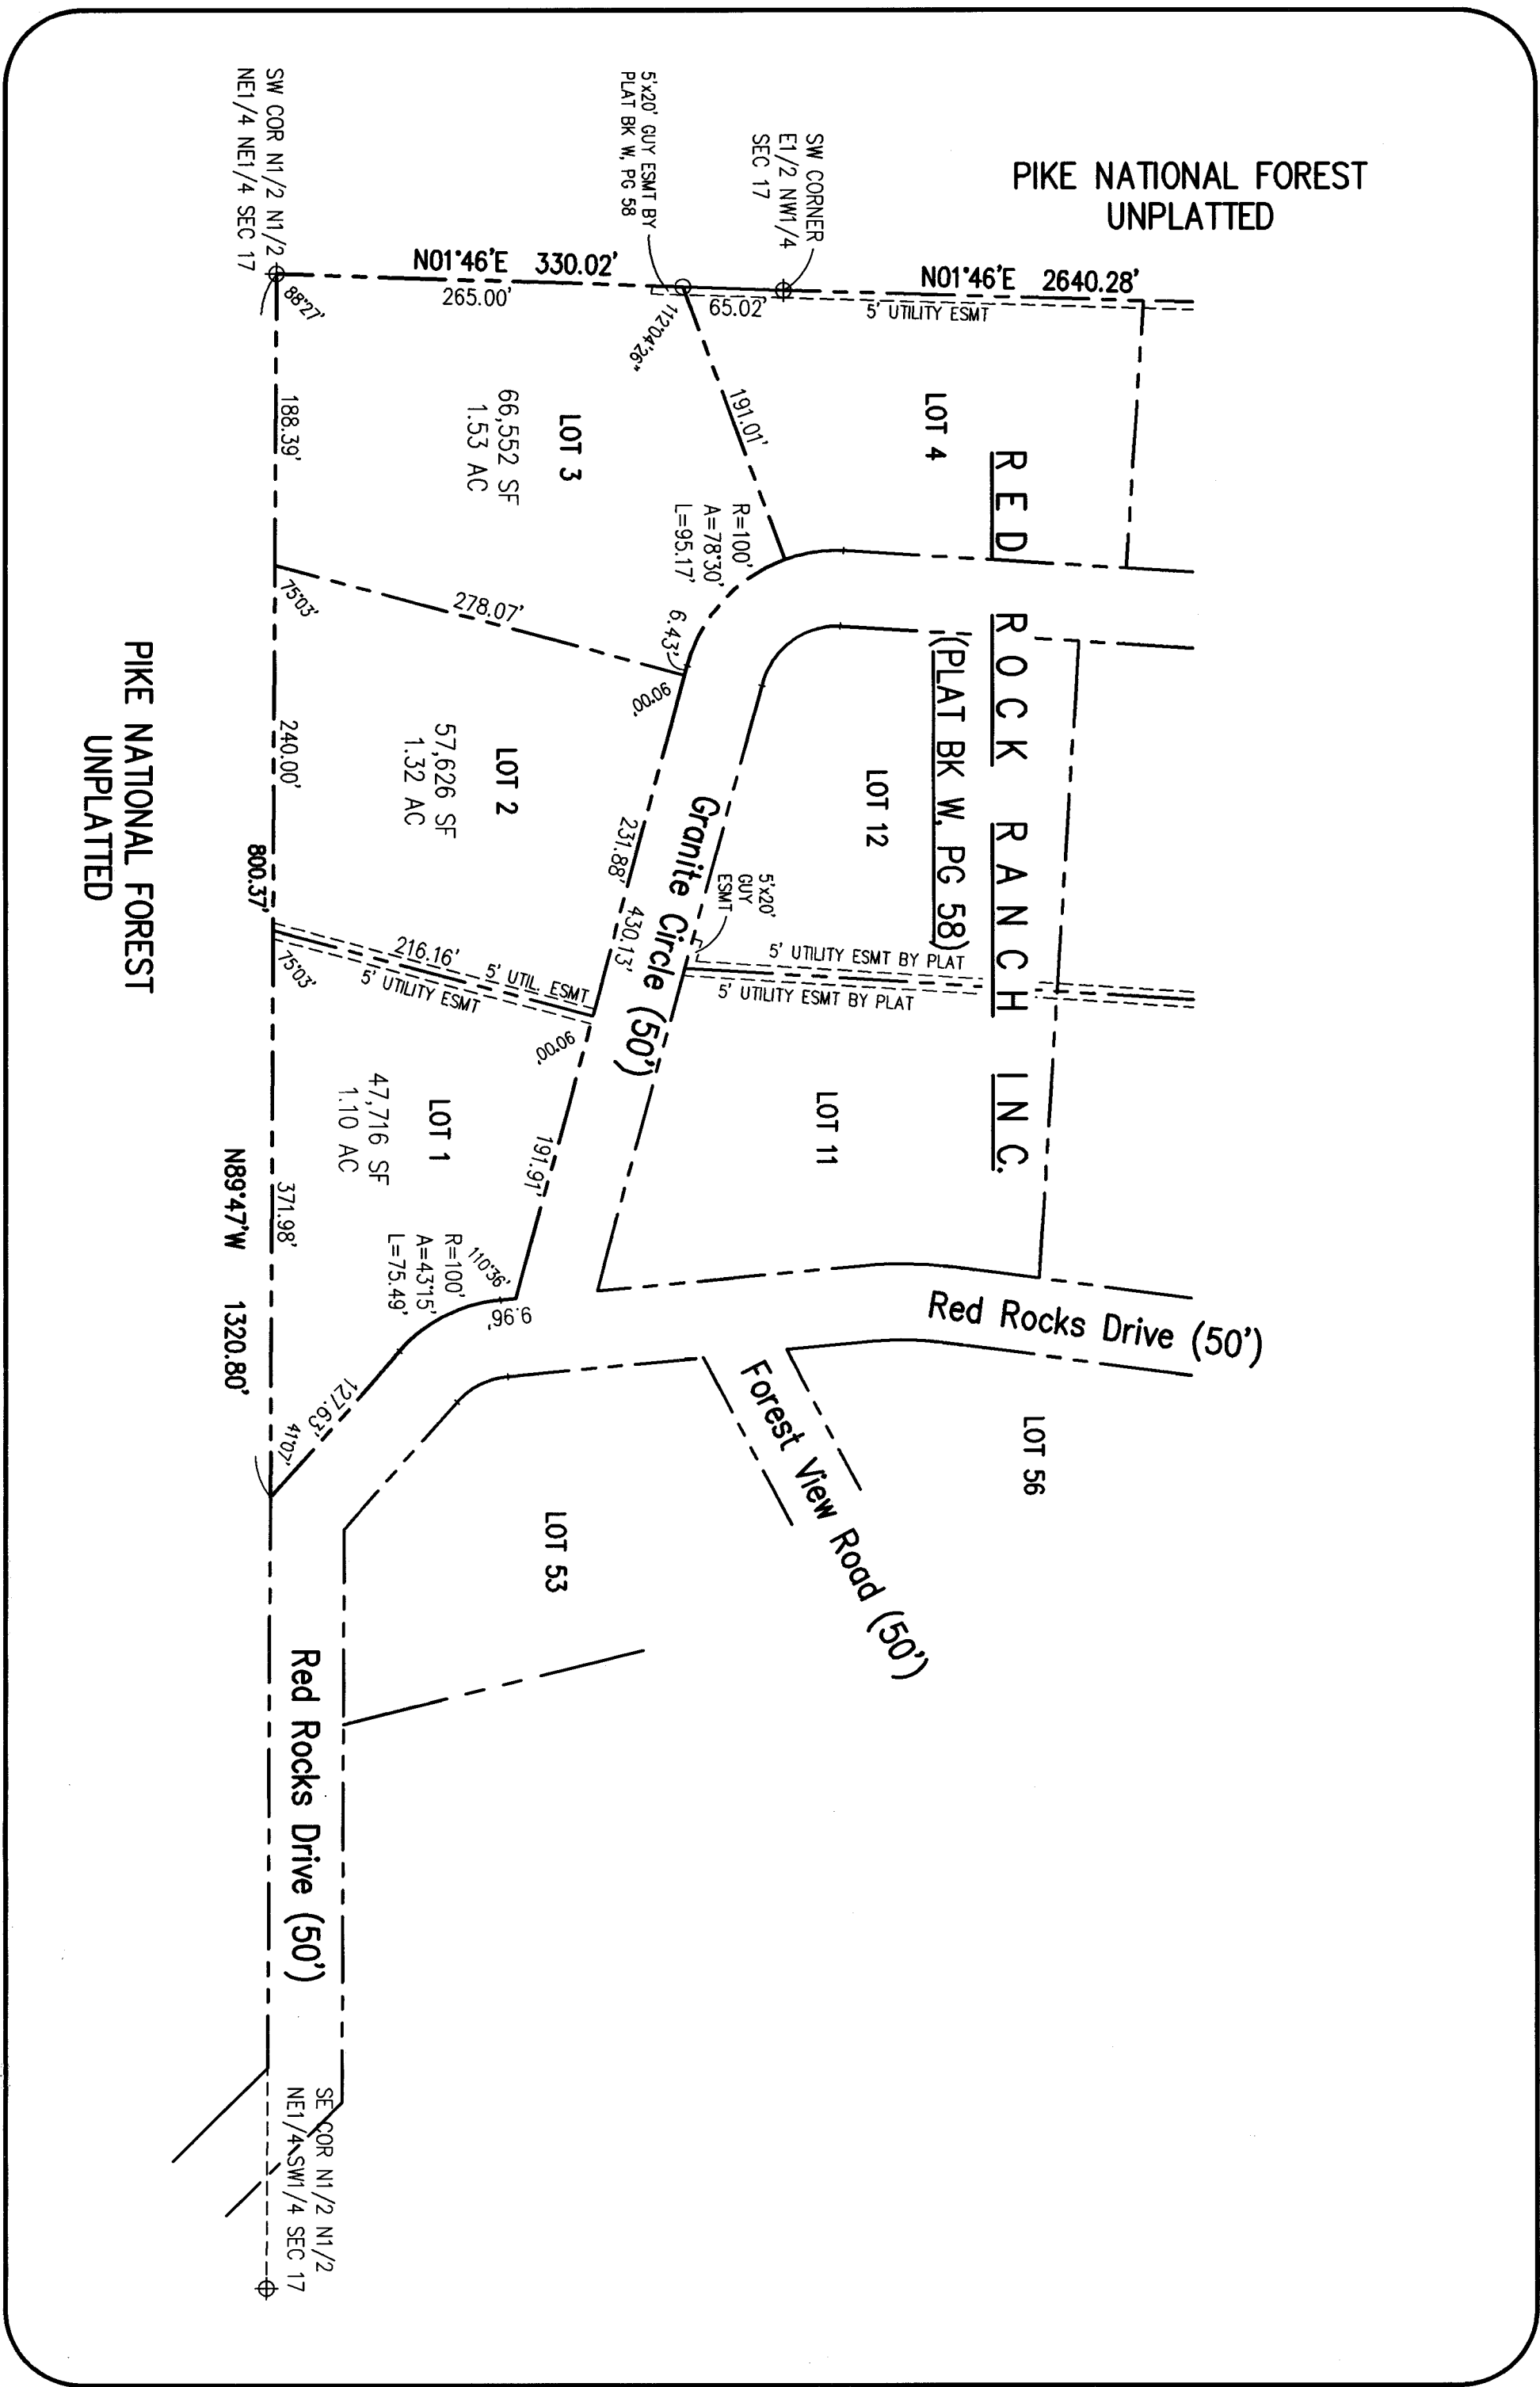 PIKE NATIONAL FOREST
UNPLATTED
SW CORNER
E1/2 NW1/4
SEC 17
5'x20' GUY ESMT BY
PLAT BK W, PG 58
SW COR N1/2 N1/2
NE1/4 NE1/4 SEC 17
N01°46'E 330.02'
265.00'
65.02'
N01°46'E 2640.28'
5' UTILITY ESMT
88°27'
112°04'26"
191.01'
LOT 4
LOT 3
66,552 SF
1.53 AC
188.39'
R=100'
A=78°30'
L=95.17'
6.43'
90°00'
75°03'
278.07'
RED ROCK RANCH INC.
(PLAT BK W, PG 58)
LOT 12
LOT 2
57,626 SF
1.32 AC
240.00'
800.37'
231.88'
430.13'
Granite Circle (50')
5'x20'
GUY
ESMT
5' UTILITY ESMT BY PLAT
5' UTILITY ESMT BY PLAT
216.16'
5' UTIL. ESMT
5' UTILITY ESMT
75°03'
90°00'
PIKE NATIONAL FOREST
UNPLATTED
LOT 11
LOT 1
47,716 SF
1.10 AC
191.91'
371.98'
N89°47'W 1320.80'
110°36'
R=100'
A=43°15'
L=75.49'
9.96'
127.63'
41°07'
Red Rocks Drive (50')
Forest View Road (50')
LOT 56
LOT 53
Red Rocks Drive (50')
SE COR N1/2 N1/2
NE1/4 SW1/4 SEC 17